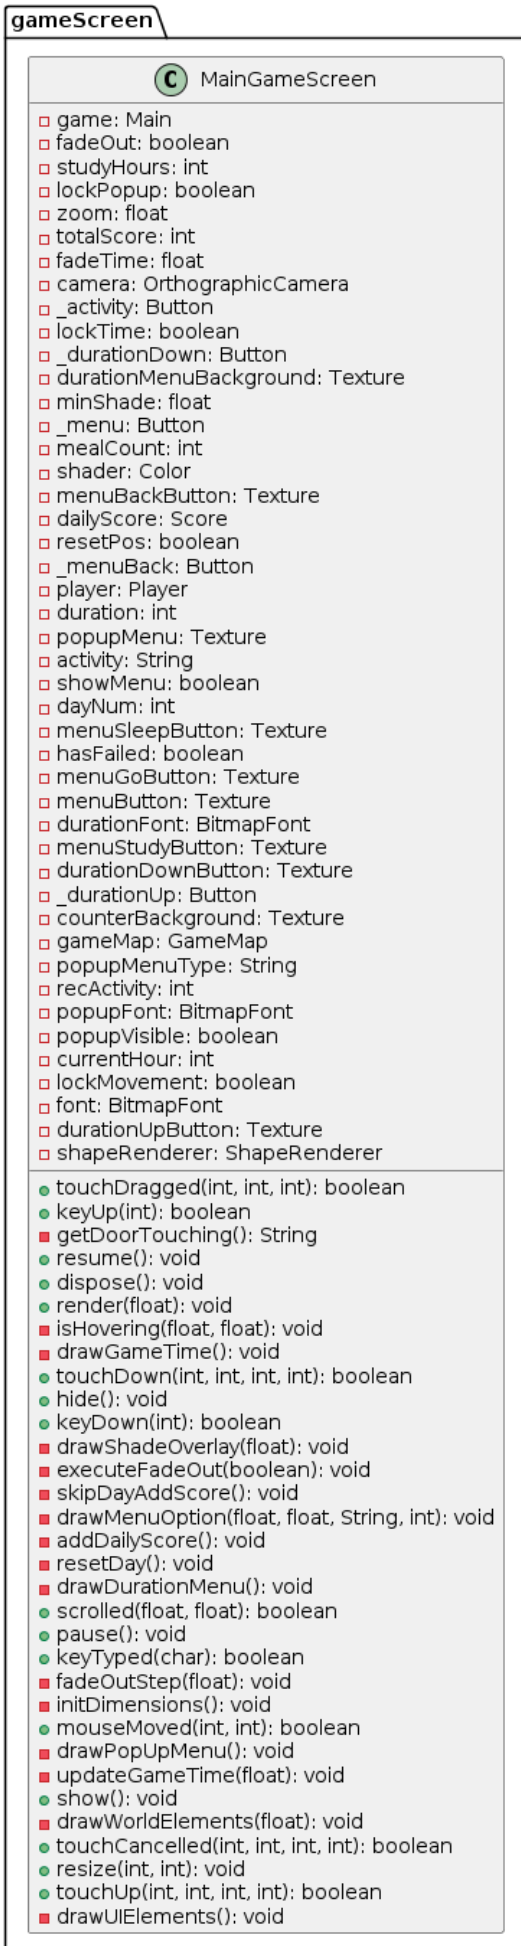 gameScreen
C MainGameScreen
game: Main
fadeOut: boolean
studyHours: int
lockPopup: boolean
zoom: float
totalScore: int
fadeTime: float
camera: OrthographicCamera
_activity: Button
lockTime: boolean
_durationDown: Button
durationMenuBackground: Texture
minShade: float
_menu: Button
mealCount: int
shader: Color
menuBackButton: Texture
dailyScore: Score
resetPos: boolean
_menuBack: Button
player: Player
duration: int
popupMenu: Texture
activity: String
showMenu: boolean
dayNum: int
menuSleepButton: Texture
hasFailed: boolean
menuGoButton: Texture
menuButton: Texture
durationFont: BitmapFont
menuStudyButton: Texture
durationDownButton: Texture
_durationUp: Button
counterBackground: Texture
gameMap: GameMap
popupMenuType: String
recActivity: int
popupFont: BitmapFont
popupVisible: boolean
currentHour: int
lockMovement: boolean
font: BitmapFont
durationUpButton: Texture
shapeRenderer: ShapeRenderer
touchDragged(int, int, int): boolean
keyUp(int): boolean
getDoorTouching(): String
resume(): void
dispose(): void
render(float): void
isHovering(float, float): void
drawGameTime(): void
touchDown(int, int, int, int): boolean
hide(): void
keyDown(int): boolean
drawShadeOverlay(float): void
executeFadeOut(boolean): void
skipDayAddScore(): void
drawMenuOption(float, float, String, int): void
addDailyScore(): void
resetDay(): void
drawDurationMenu(): void
scrolled(float, float): boolean
pause(): void
keyTyped(char): boolean
fadeOutStep(float): void
initDimensions(): void
mouseMoved(int, int): boolean
drawPopUpMenu(): void
updateGameTime(float): void
show(): void
drawWorldElements(float): void
touchCancelled(int, int, int, int): boolean
resize(int, int): void
touchUp(int, int, int, int): boolean
drawUIElements(): void